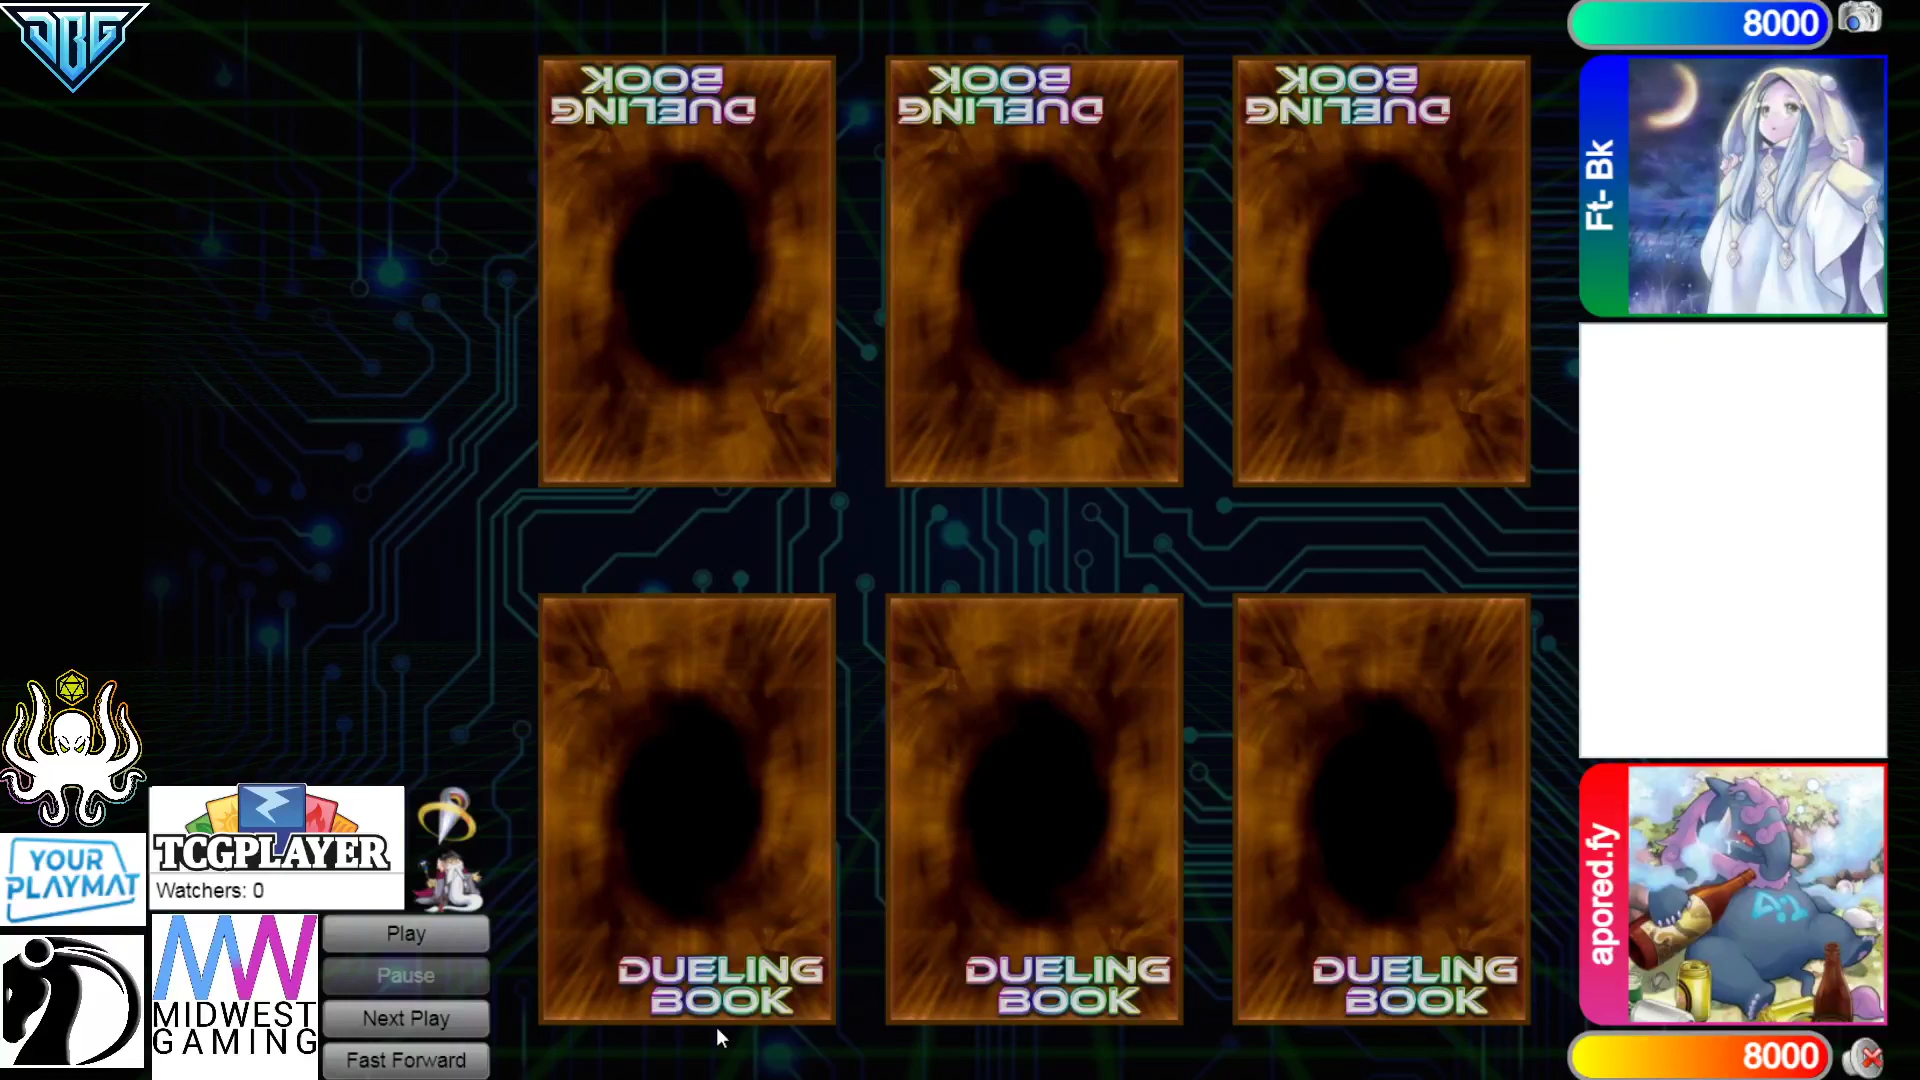 DBG
8000
DUELING
BOOK
DUELING
BOOK
DUELING
BOOK
Ft- Bk
TCGPLAYER
Watchers: 0
YOUR
PLAYMAT
MW
MIDWEST
GAMING
Play
Pause
Next Play
Fast Forward
DUELING
BOOK
DUELING
BOOK
DUELING
BOOK
apored.fy
8000